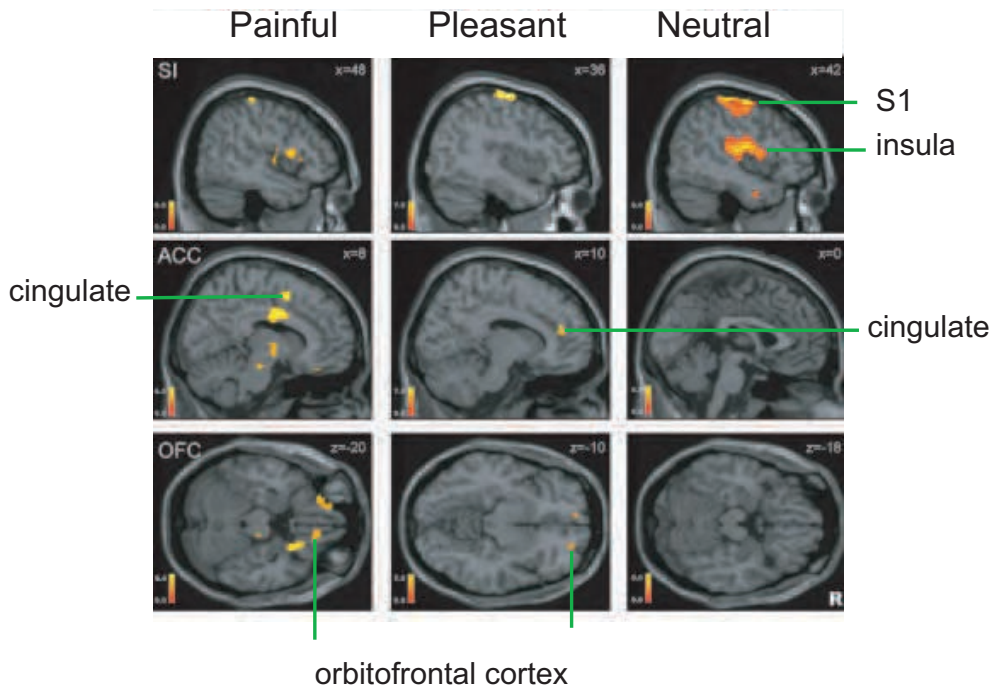 Painful Pleasant Neutral
SI x=48 x=36 x=42
S1
insula
ACC x=8 x=10 x=0
cingulate
cingulate
OFC z=-20 z=-10 z=-18
R
orbitofrontal cortex